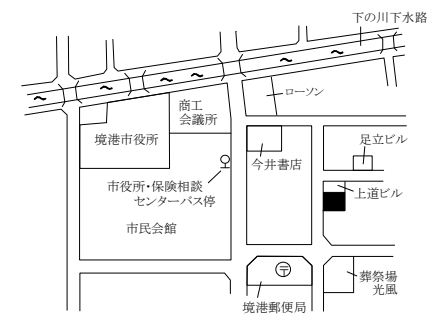 下の川下水路
ローソン
商工
会議所
境港市役所
足立ビル
今井書店
上道ビル
市役所・保険相談
センターバス停
市民会館
葬祭場
光風
境港郵便局